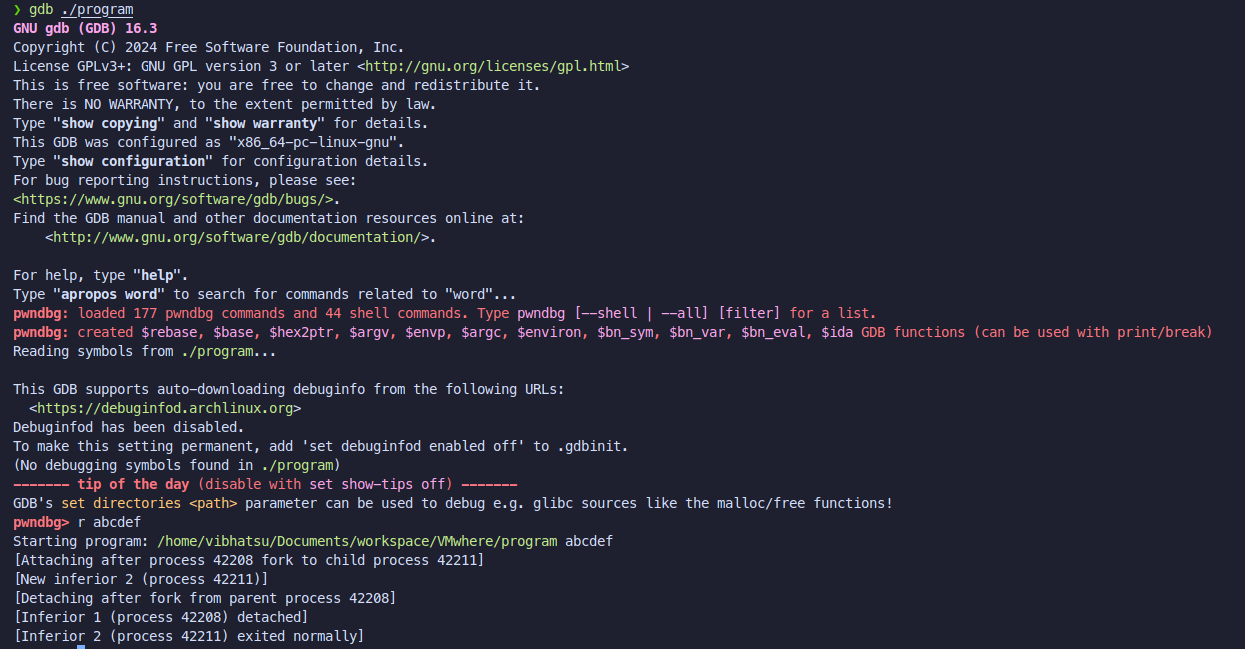 ❯ gdb ./program
GNU gdb (GDB) 16.3
Copyright (C) 2024 Free Software Foundation, Inc.
License GPLv3+: GNU GPL version 3 or later <http://gnu.org/licenses/gpl.html>
This is free software: you are free to change and redistribute it.
There is NO WARRANTY, to the extent permitted by law.
Type "show copying" and "show warranty" for details.
This GDB was configured as "x86_64-pc-linux-gnu".
Type "show configuration" for configuration details.
For bug reporting instructions, please see:
<https://www.gnu.org/software/gdb/bugs/>.
Find the GDB manual and other documentation resources online at:
    <http://www.gnu.org/software/gdb/documentation/>.

For help, type "help".
Type "apropos word" to search for commands related to "word"...
pwndbg: loaded 177 pwndbg commands and 44 shell commands. Type pwndbg [--shell | --all] [filter] for a list.
pwndbg: created $rebase, $base, $hex2ptr, $argv, $envp, $argc, $environ, $bn_sym, $bn_var, $bn_eval, $ida GDB functions (can be used with print/break)
Reading symbols from ./program...

This GDB supports auto-downloading debuginfo from the following URLs:
  <https://debuginfod.archlinux.org>
Debuginfod has been disabled.
To make this setting permanent, add 'set debuginfod enabled off' to .gdbinit.
(No debugging symbols found in ./program)
------- tip of the day (disable with set show-tips off) -------
GDB's set directories <path> parameter can be used to debug e.g. glibc sources like the malloc/free functions!
pwndbg> r abcdef
Starting program: /home/vibhatsu/Documents/workspace/VMwhere/program abcdef
[Attaching after process 42208 fork to child process 42211]
[New inferior 2 (process 42211)]
[Detaching after fork from parent process 42208]
[Inferior 1 (process 42208) detached]
[Inferior 2 (process 42211) exited normally]